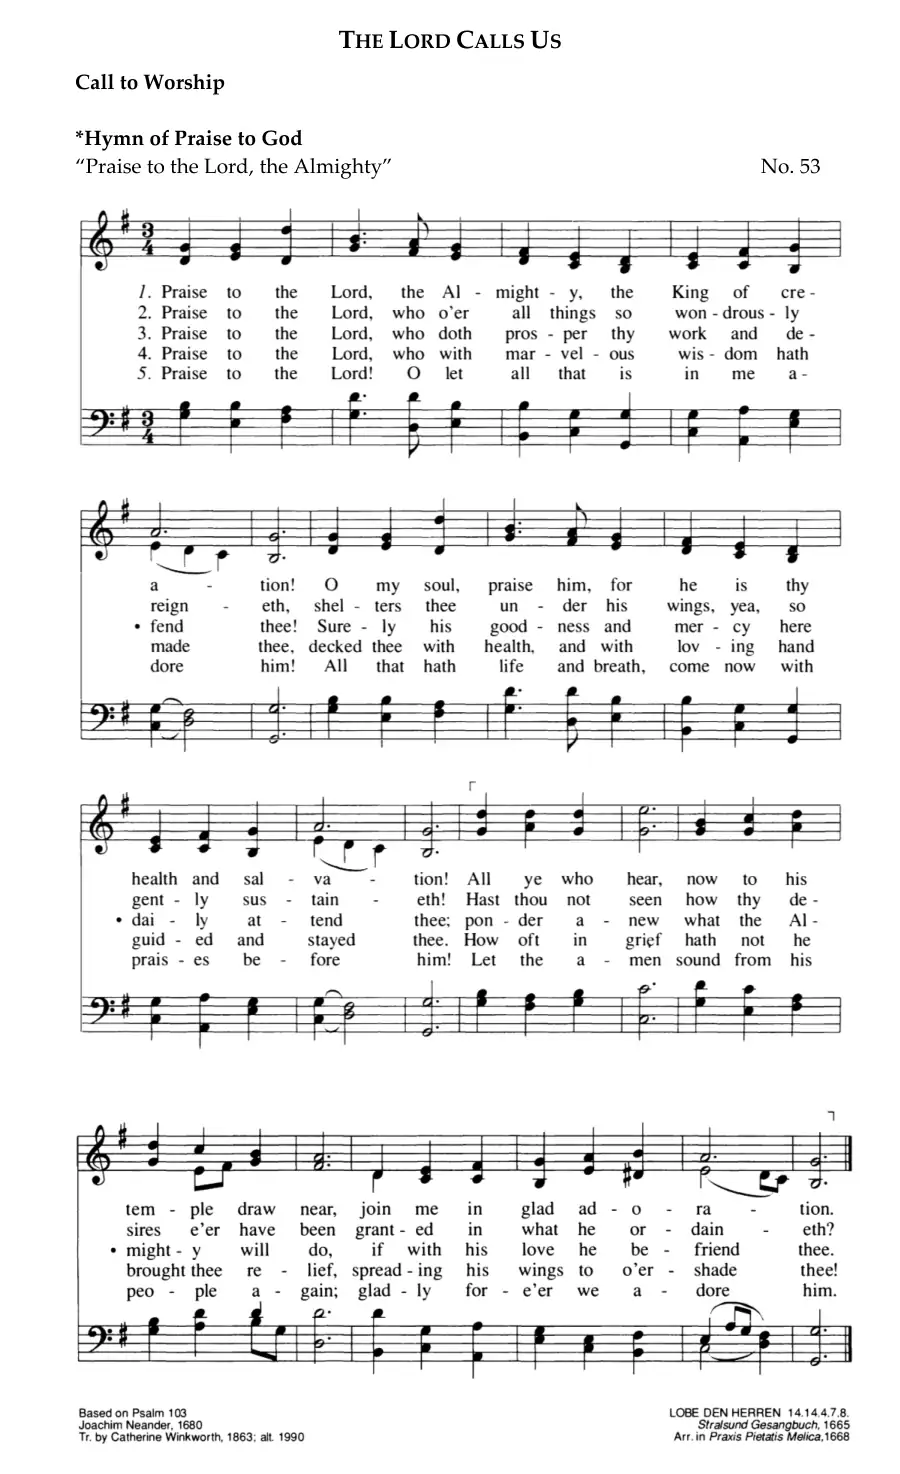 THE LORD CALLS US
Call to Worship
*Hymn of Praise to God
“Praise to the Lord, the Almighty” No. 53
1. Praise to the Lord, the Al - might - y, the King of cre -
2. Praise to the Lord, who o'er all things so won - drous - ly
3. Praise to the Lord, who doth pros - per thy work and de -
4. Praise to the Lord, who with mar - vel - ous wis - dom hath
5. Praise to the Lord! O let all that is in me a -
a - tion! O my soul, praise him, for he is thy
reign - eth, shel - ters thee un - der his wings, yea, so
• fend thee! Sure - ly his good - ness and mer - cy here
made thee, decked thee with health, and with lov - ing hand
dore him! All that hath life and breath, come now with
health and sal - va - tion! All ye who hear, now to his
gent - ly sus - tain - eth! Hast thou not seen how thy de -
• dai - ly at - tend thee; pon - der a - new what the Al -
guid - ed and stayed thee. How oft in grief hath not he
prais - es be - fore him! Let the a - men sound from his
tem - ple draw near, join me in glad ad - o - ra - tion.
sires e'er have been grant - ed in what he or - dain - eth?
• might - y will do, if with his love he be - friend thee.
brought thee re - lief, spread - ing his wings to o'er - shade thee!
peo - ple a - gain; glad - ly for - e'er we a - dore him.
Based on Psalm 103 LOBE DEN HERREN 14.14.4.7.8.
Joachim Neander, 1680 Stralsund Gesangbuch, 1665
Tr. by Catherine Winkworth, 1863; alt. 1990 Arr. in Praxis Pietatis Melica, 1668